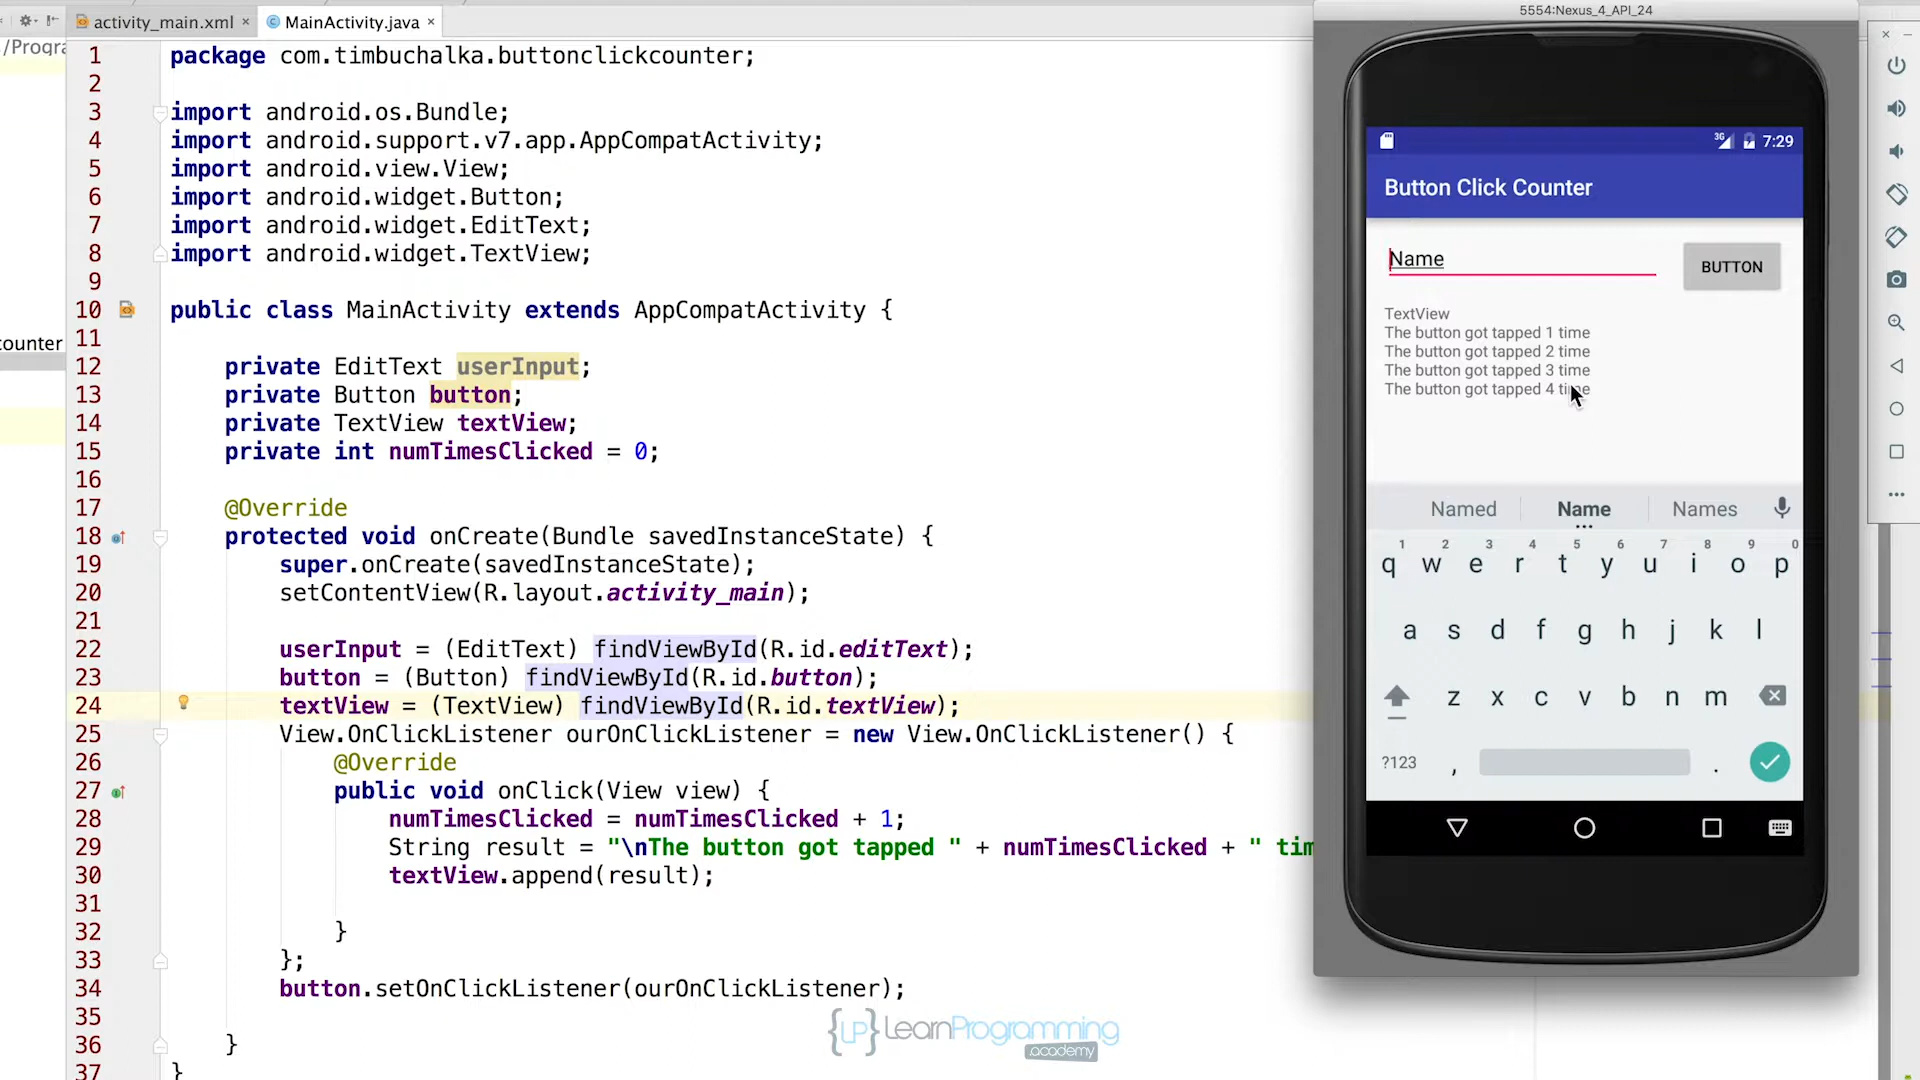 activity_main.xml
MainActivity.java
/Progra
counter
1 package com.timbuchalka.buttonclickcounter;
2
3 import android.os.Bundle;
4 import android.support.v7.app.AppCompatActivity;
5 import android.view.View;
6 import android.widget.Button;
7 import android.widget.EditText;
8 import android.widget.TextView;
9
10 public class MainActivity extends AppCompatActivity {
11
12 private EditText userInput;
13 private Button button;
14 private TextView textView;
15 private int numTimesClicked = 0;
16
17 @Override
18 protected void onCreate(Bundle savedInstanceState) {
19 super.onCreate(savedInstanceState);
20 setContentView(R.layout.activity_main);
21
22 userInput = (EditText) findViewById(R.id.editText);
23 button = (Button) findViewById(R.id.button);
24 textView = (TextView) findViewById(R.id.textView);
25 View.OnClickListener ourOnClickListener = new View.OnClickListener() {
26 @Override
27 public void onClick(View view) {
28 numTimesClicked = numTimesClicked + 1;
29 String result = "\nThe button got tapped " + numTimesClicked + " tim
30 textView.append(result);
31
32 }
33 };
34 button.setOnClickListener(ourOnClickListener);
35
36 }
37 }
{LP} LearnProgramming
.academy
5554:Nexus_4_API_24
3G 7:29
Button Click Counter
Name
BUTTON
TextView
The button got tapped 1 time
The button got tapped 2 time
The button got tapped 3 time
The button got tapped 4 time
Named Name Names
1 2 3 4 5 6 7 8 9 0
q w e r t y u i o p
a s d f g h j k l
z x c v b n m
?123 , .